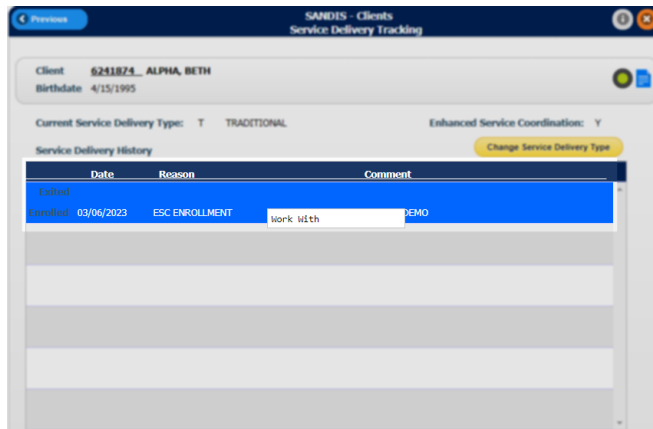 Previous
SANDIS - Clients
Service Delivery Tracking
Client 6241874 ALPHA, BETH
Birthdate 4/15/1995
Current Service Delivery Type: T TRADITIONAL Enhanced Service Coordination: Y
Service Delivery History Change Service Delivery Type
Date Reason Comment
Exited
Enrolled 03/06/2023 ESC ENROLLMENT Work With DEMO